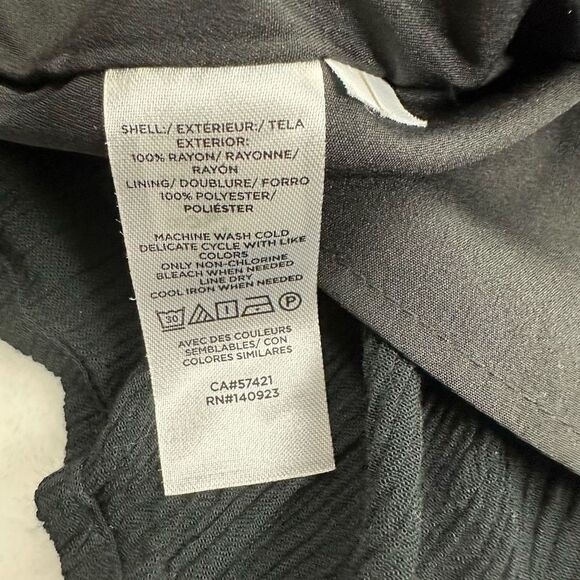 SHELL:/ EXTÉRIEUR:/ TELA
EXTERIOR:
100% RAYON/ RAYONNE/
RAYÓN
LINING/ DOUBLURE/ FORRO
100% POLYESTER/
POLIÉSTER
MACHINE WASH COLD
DELICATE CYCLE WITH LIKE
COLORS
ONLY NON-CHLORINE
BLEACH WHEN NEEDED
LINE DRY
COOL IRON WHEN NEEDED
30
P
AVEC DES COULEURS
SEMBLABLES/ CON
COLORES SIMILARES
CA#57421
RN#140923